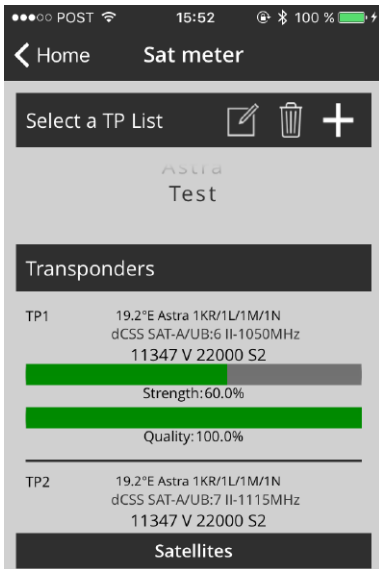 POST 15:52 100 %
Home Sat meter
Select a TP List
Astra
Test
Transponders
TP1 19.2°E Astra 1KR/1L/1M/1N
dCSS SAT-A/UB:6 II-1050MHz
11347 V 22000 S2
Strength:60.0%
Quality:100.0%
TP2 19.2°E Astra 1KR/1L/1M/1N
dCSS SAT-A/UB:7 II-1115MHz
11347 V 22000 S2
Satellites